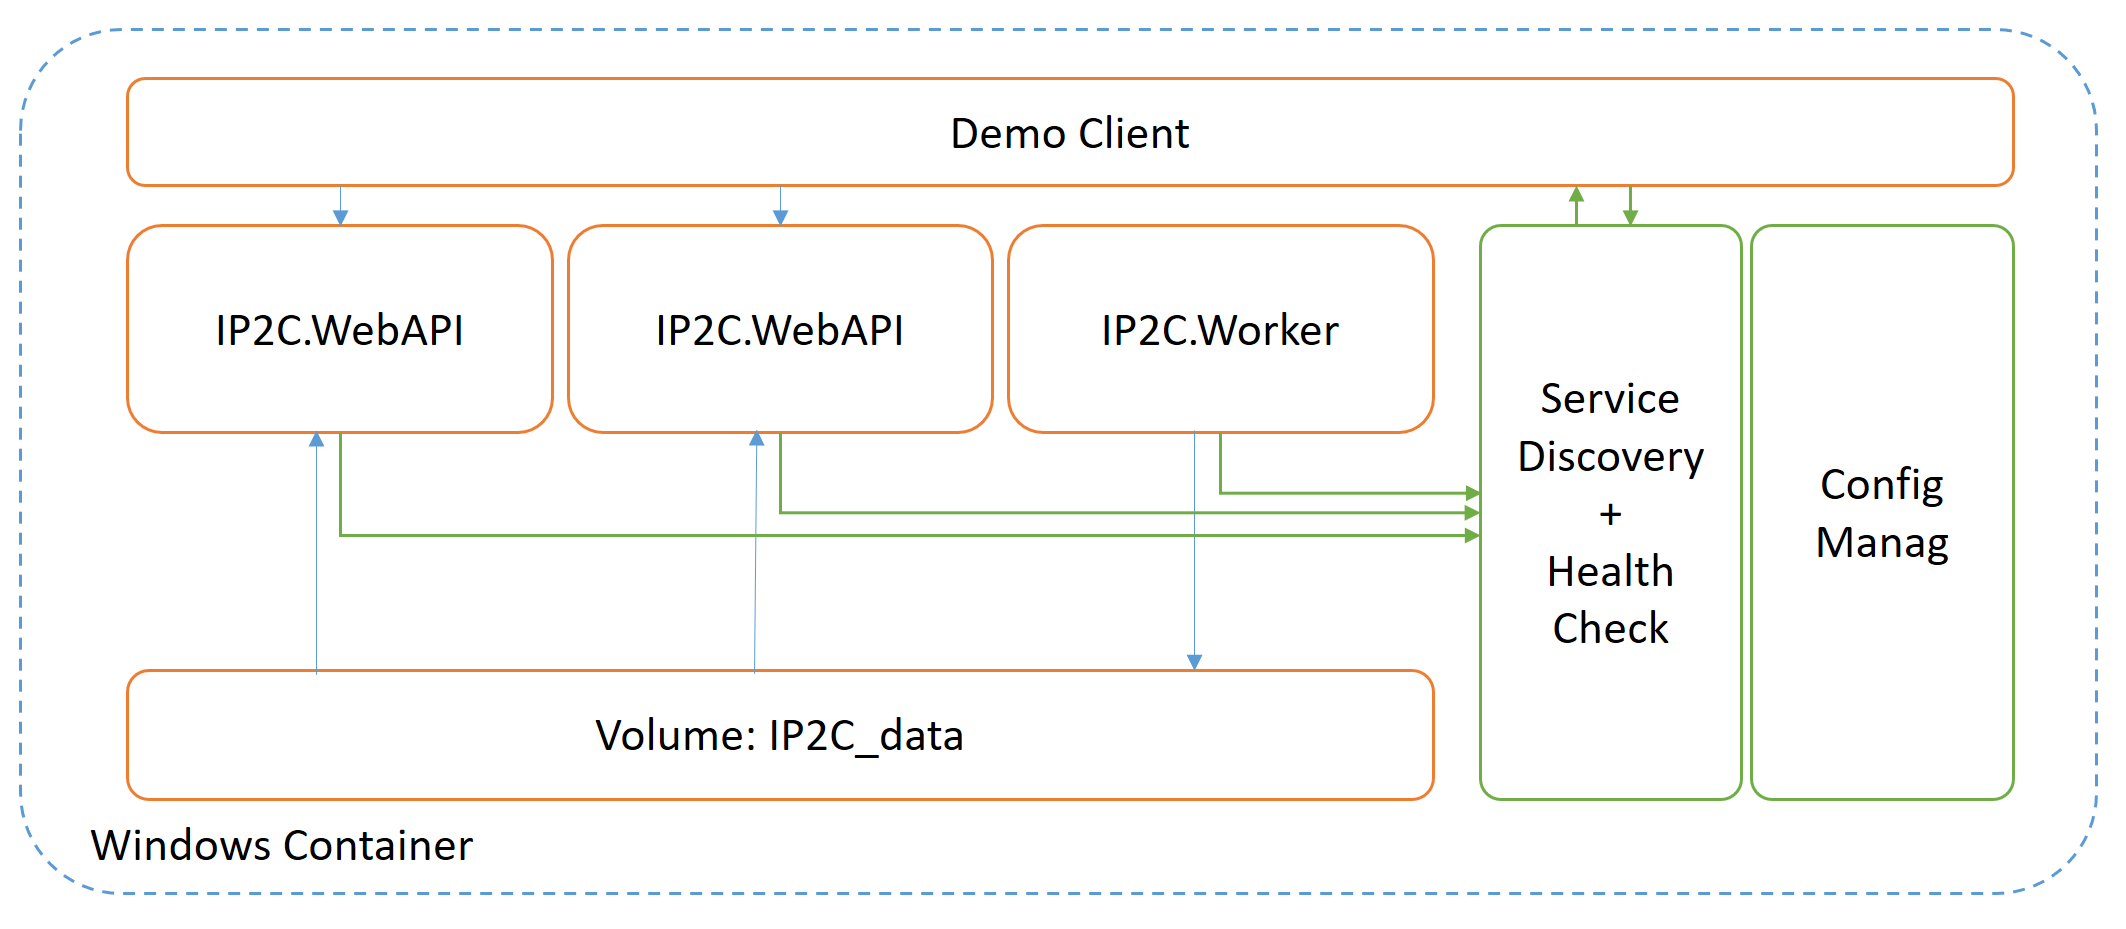 Demo Client
IP2C.WebAPI
IP2C.WebAPI
IP2C.Worker
Service
Discovery
+
Health
Check
Config
Manag
Volume: IP2C_data
Windows Container